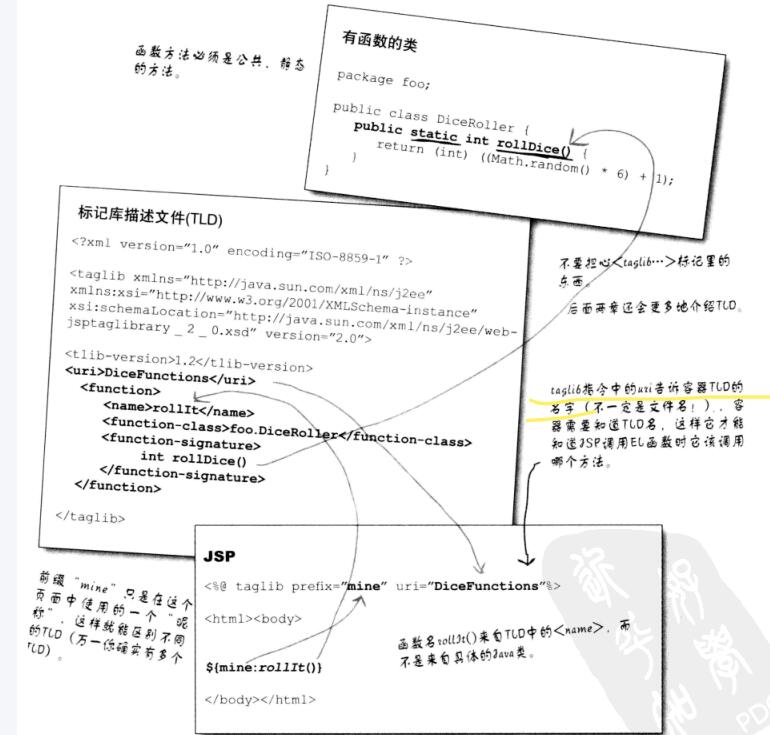 函数方法必须是公共、静态
的方法。
有函数的类
package foo;
public class DiceRoller {
public static int rollDice() {
return (int) ((Math.random() * 6) + 1);
}
}
标记库描述文件(TLD)
<?xml version="1.0" encoding="ISO-8859-1" ?>
<taglib xmlns="http://java.sun.com/xml/ns/j2ee"
xmlns:xsi="http://www.w3.org/2001/XMLSchema-instance"
xsi:schemaLocation="http://java.sun.com/xml/ns/j2ee/web-
jsptaglibrary_2_0.xsd" version="2.0">
<tlib-version>1.2</tlib-version>
<uri>DiceFunctions</uri>
<function>
<name>rollIt</name>
<function-class>foo.DiceRoller</function-class>
<function-signature>
int rollDice()
</function-signature>
</function>
</taglib>
不要担心<taglib…>标记里的
东西。
后面两章还会更多地介绍TLD。
taglib指令中的uri告诉容器TLD的
名字（不一定是文件名！）.、容
器需要知道TLD名，这样它才能
知道JSP调用EL函数时它该调用
哪个方法。
JSP
<%@ taglib prefix="mine" uri="DiceFunctions"%>
<html><body>
${mine:rollIt()}
</body></html>
函数名rollIt()来自TLD中的<name>，而
不是来自具体的Java类。
前缀“mine”只是在这个
页面中使用的一个“昵
称”，这样就能区别不同
的TLD（万一你确实有多个
TLD）。
PD